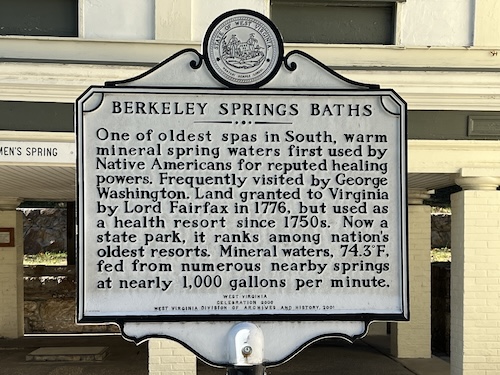 STATE OF WEST VIRGINIA
BERKELEY SPRINGS BATHS
One of oldest spas in South, warm
mineral spring waters first used by
Native Americans for reputed healing
powers. Frequently visited by George
Washington. Land granted to Virginia
by Lord Fairfax in 1776, but used as
a health resort since 1750s. Now a
state park, it ranks among nation's
oldest resorts. Mineral waters, 74.3°F,
fed from numerous nearby springs
at nearly 1,000 gallons per minute.
WEST VIRGINIA
CELEBRATION 2000
WEST VIRGINIA DIVISION OF ARCHIVES AND HISTORY, 2001
MEN'S SPRING